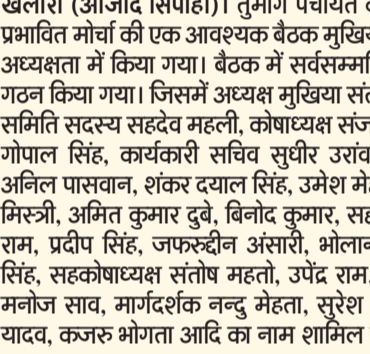 खलारी (आजाद सिपाही)। तुमांग पंचायत
प्रभावित मोर्चा की एक आवश्यक बैठक
अध्यक्षता में किया गया। बैठक में
गठन किया गया। जिसमें अध्यक्ष मुखिया
समिति सदस्य सहदेव महली, कोषाध्यक्ष
गोपाल सिंह, कार्यकारी सचिव सुधीर उरांव
अनिल पासवान, शंकर दयाल सिंह, उमेश
मिस्त्री, अमित कुमार दुबे, बिनोद कुमार,
राम, प्रदीप सिंह, जफरुद्दीन अंसारी,
सिंह, सहकोषाध्यक्ष संतोष महतो, उपेंद्र राम
मनोज साव, मार्गदर्शक नन्दु मेहता, सुरेश
यादव, कजरु भोगता आदि का नाम शामिल